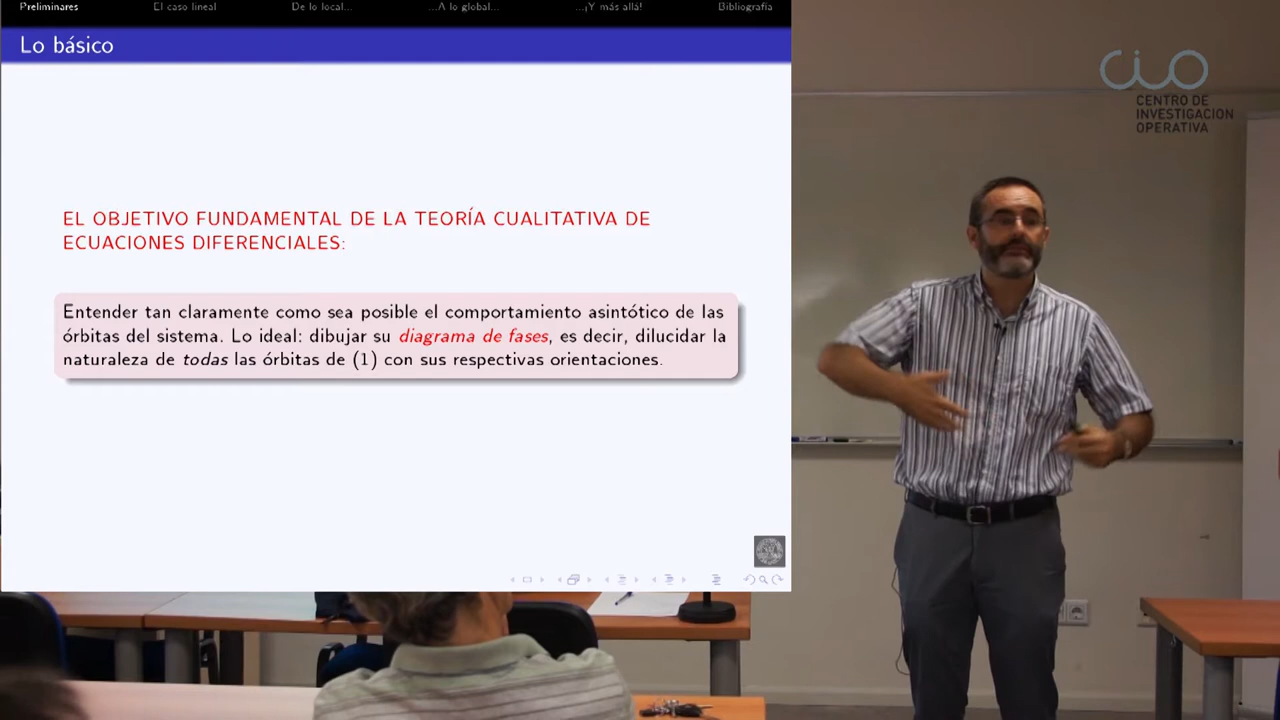 Preliminares
El caso lineal
De lo local...
...A lo global...
...¡Y más allá!
Bibliografía
Lo básico
EL OBJETIVO FUNDAMENTAL DE LA TEORÍA CUALITATIVA DE
ECUACIONES DIFERENCIALES:
Entender tan claramente como sea posible el comportamiento asintótico de las
órbitas del sistema. Lo ideal: dibujar su diagrama de fases, es decir, dilucidar la
naturaleza de todas las órbitas de (1) con sus respectivas orientaciones.
CIO
CENTRO DE
INVESTIGACION
OPERATIVA